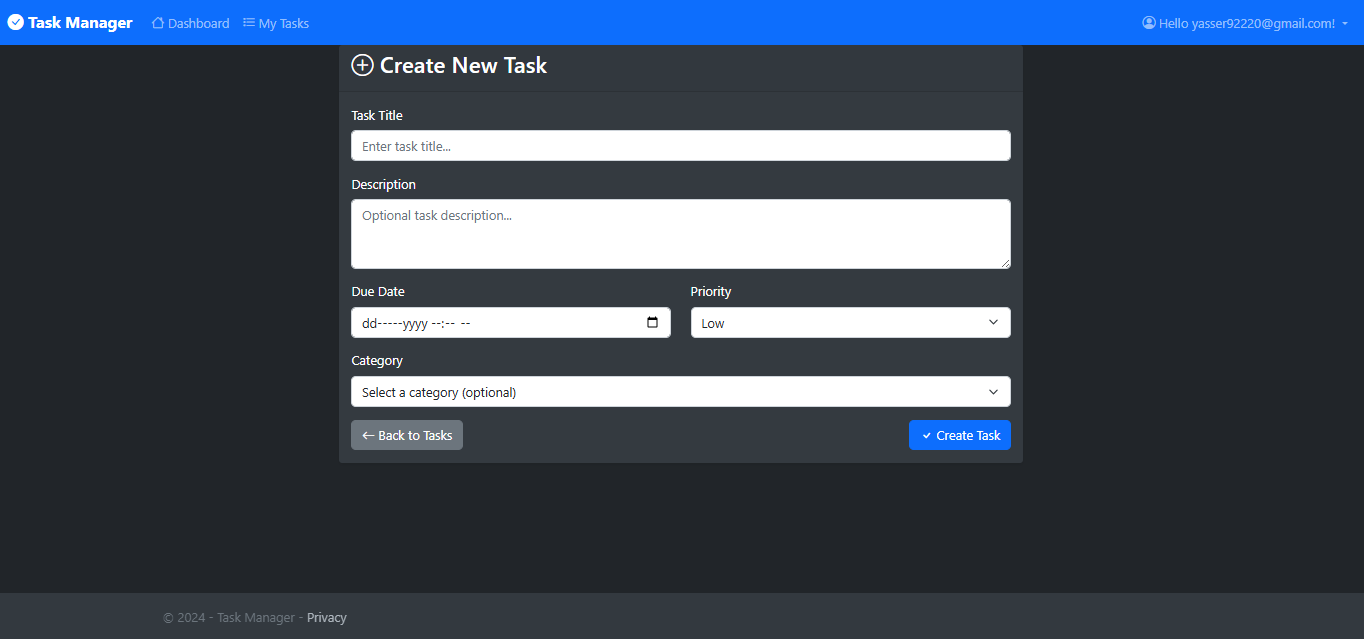 Task Manager Dashboard My Tasks Hello yasser92220@gmail.com!
Create New Task
Task Title
Enter task title...
Description
Optional task description...
Due Date Priority
dd-----yyyy --:-- -- Low
Category
Select a category (optional)
← Back to Tasks Create Task
© 2024 - Task Manager - Privacy